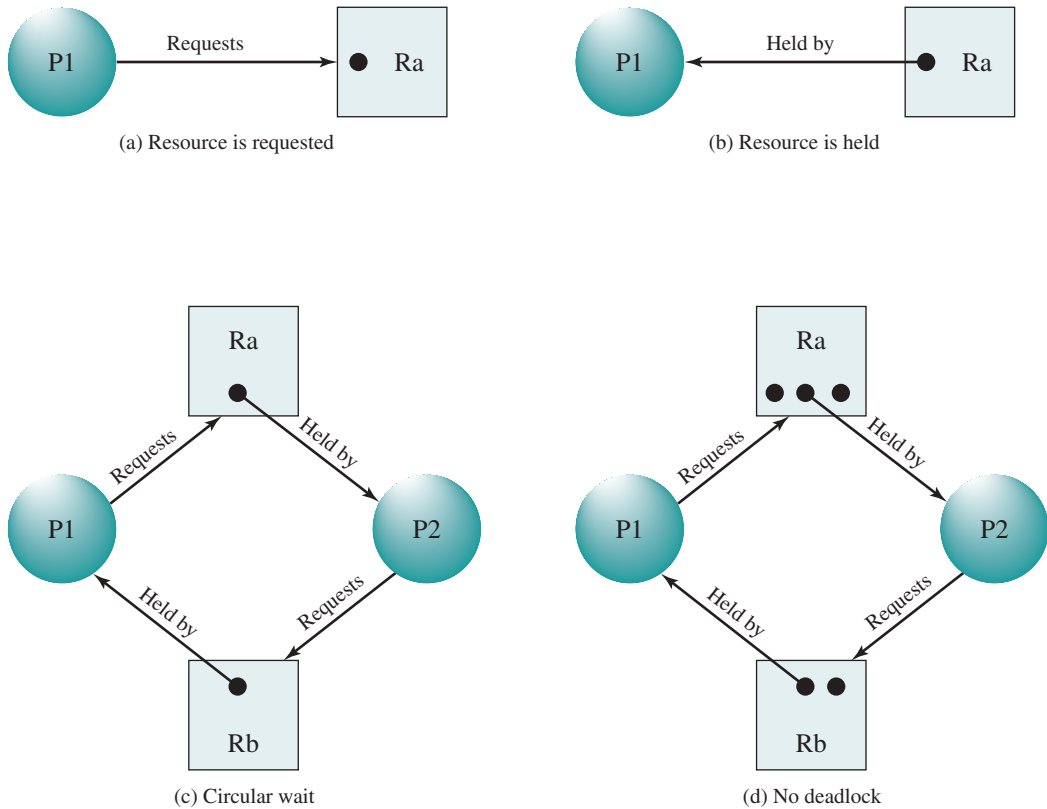 P1
Requests
Ra
(a) Resource is requested
P1
Held by
Ra
(b) Resource is held
Ra
Requests
Held by
P1
P2
Held by
Requests
Rb
(c) Circular wait
Ra
Requests
Held by
P1
P2
Held by
Requests
Rb
(d) No deadlock